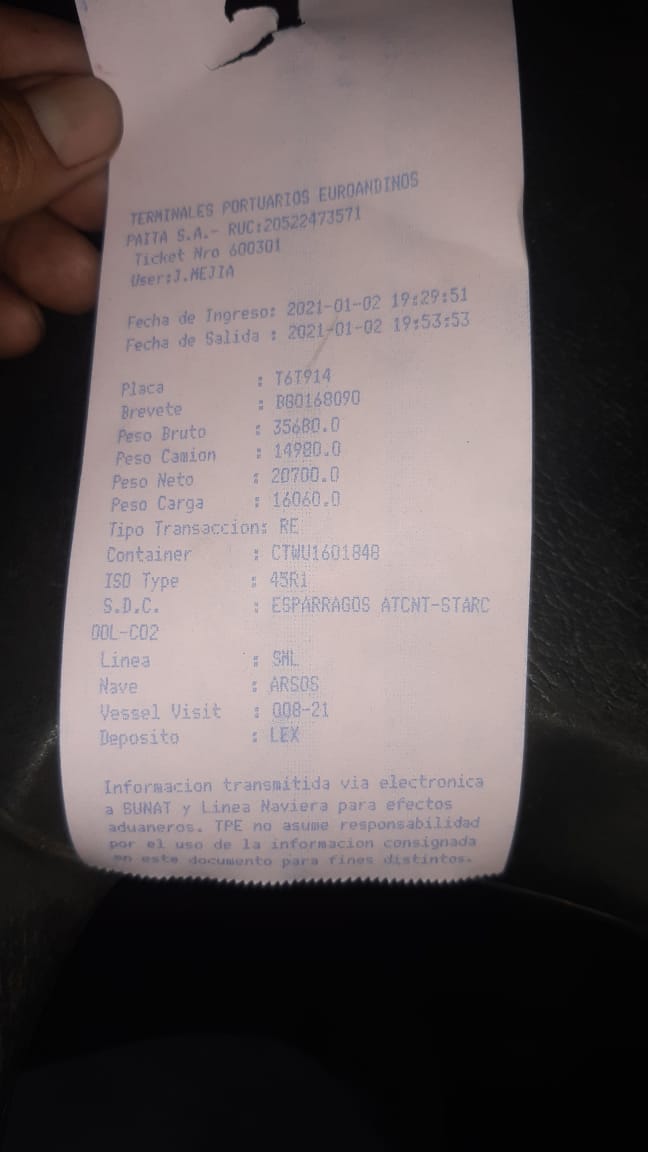 TERMINALES PORTUARIOS EUROANDINOS
PAITA S.A.- RUC:20522473571
Ticket Nro 600301
User:J.MEJIA
Fecha de Ingreso: 2021-01-02 19:29:51
Fecha de Salida : 2021-01-02 19:53:53
Placa : T6T914
Brevete : B80168090
Peso Bruto : 35680.0
Peso Camion : 14980.0
Peso Neto : 20700.0
Peso Carga : 16060.0
Tipo Transaccion: RE
Container : CTWU1601848
ISO Type : 45R1
S.D.C. : ESPARRAGOS ATCNT-STARC
OOL-CO2
Linea : SML
Nave : ARSOS
Vessel Visit : 008-21
Deposito : LEX
Informacion transmitida via electronica
a SUNAT y Linea Naviera para efectos
aduaneros. TPE no asume responsabilidad
por el uso de la informacion consignada
en este documento para fines distintos.